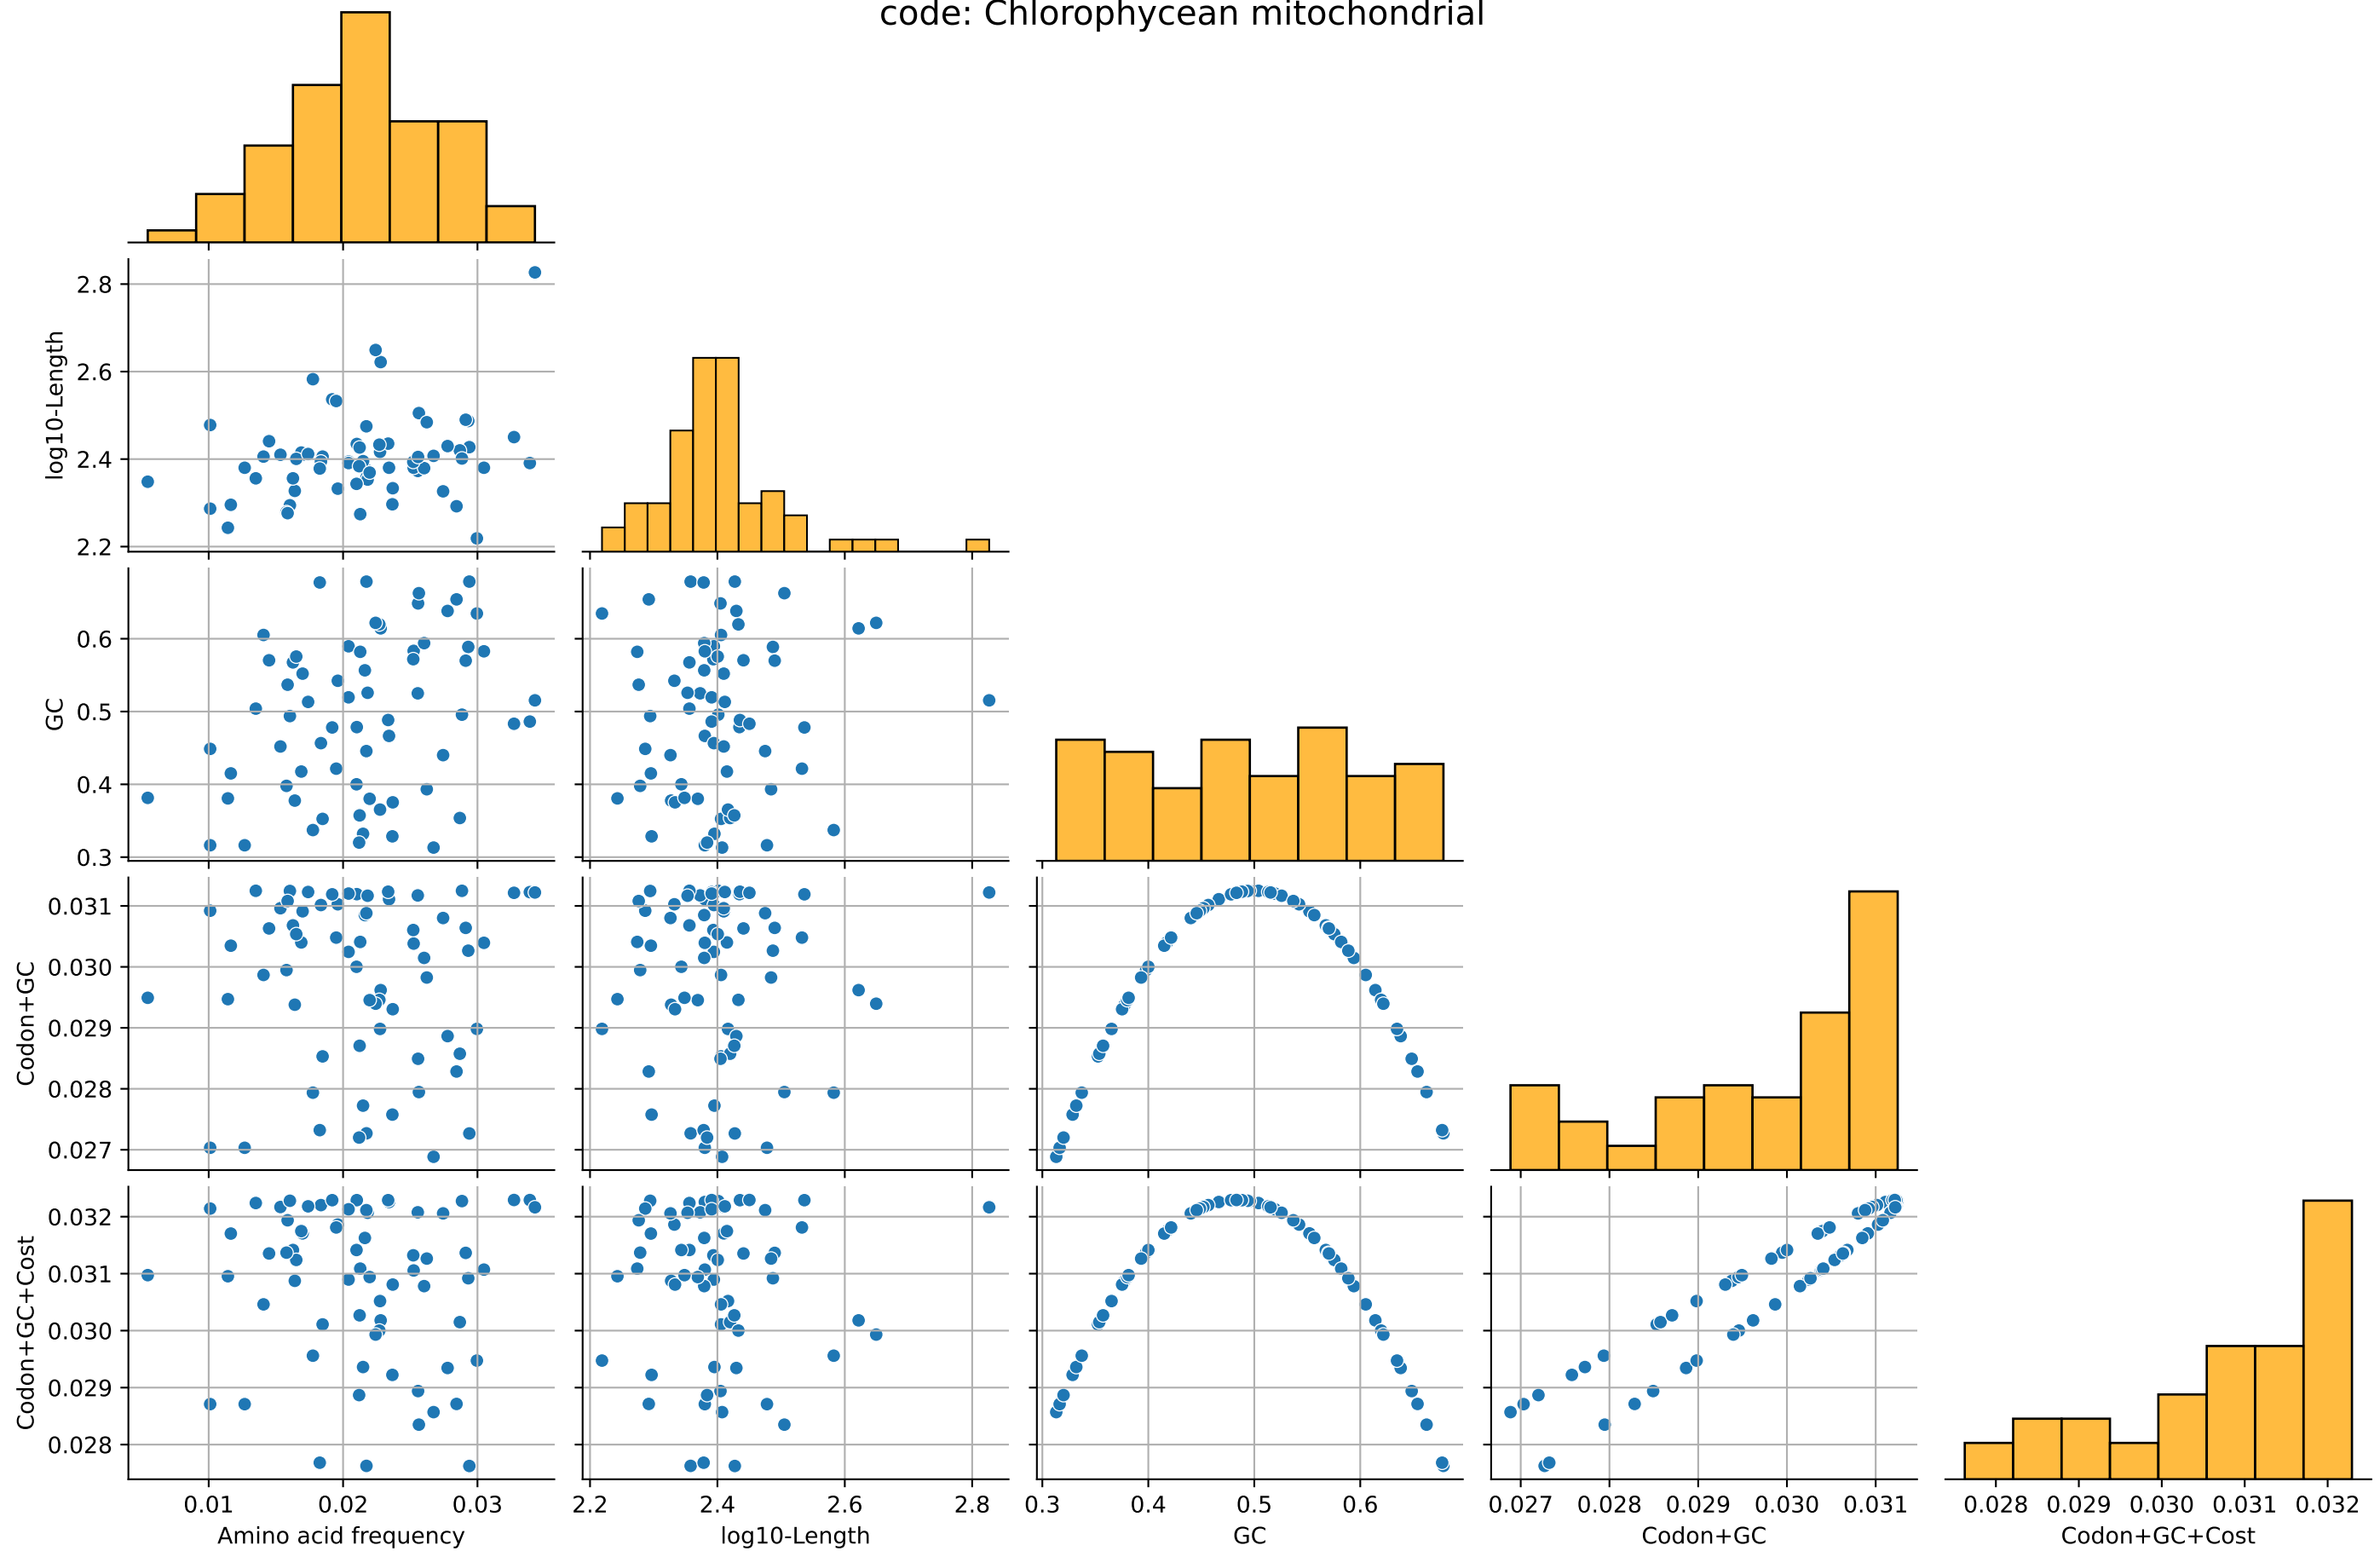 code: Chlorophycean mitochondrial
log10-Length
2.8
2.6
2.4
2.2
GC
0.6
0.5
0.4
0.3
Codon+GC
0.031
0.030
0.029
0.028
0.027
Codon+GC+Cost
0.032
0.031
0.030
0.029
0.028
0.01 0.02 0.03
Amino acid frequency
2.2 2.4 2.6 2.8
log10-Length
0.3 0.4 0.5 0.6
GC
0.027 0.028 0.029 0.030 0.031
Codon+GC
0.028 0.029 0.030 0.031 0.032
Codon+GC+Cost